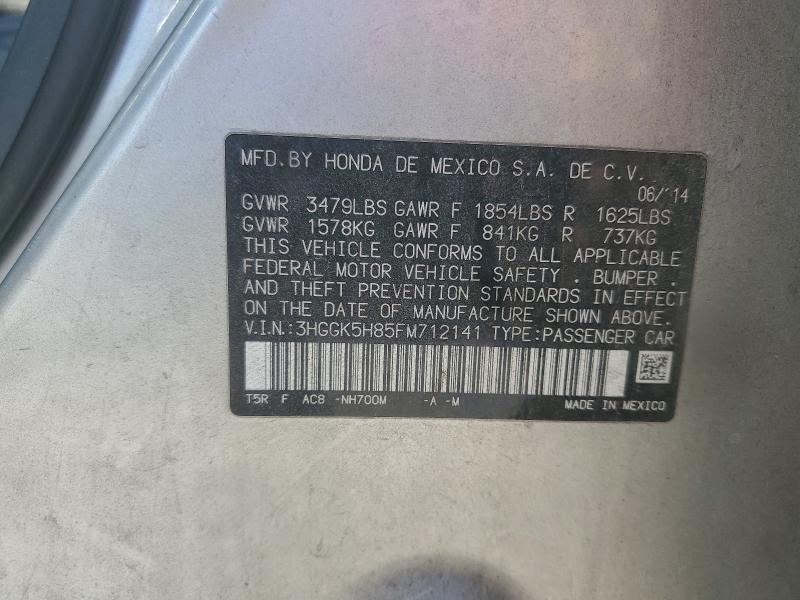 MFD.BY HONDA DE MEXICO S.A. DE C.V.
06/'14
GVWR 3479LBS GAWR F 1854LBS R 1625LBS
GVWR 1578KG GAWR F 841KG R 737KG
THIS VEHICLE CONFORMS TO ALL APPLICABLE
FEDERAL MOTOR VEHICLE SAFETY . BUMPER .
AND THEFT PREVENTION STANDARDS IN EFFECT
ON THE DATE OF MANUFACTURE SHOWN ABOVE.
V.I.N.:3HGGK5H85FM712141 TYPE:PASSENGER CAR
T5R F AC8 -NH700M -A -M
MADE IN MEXICO